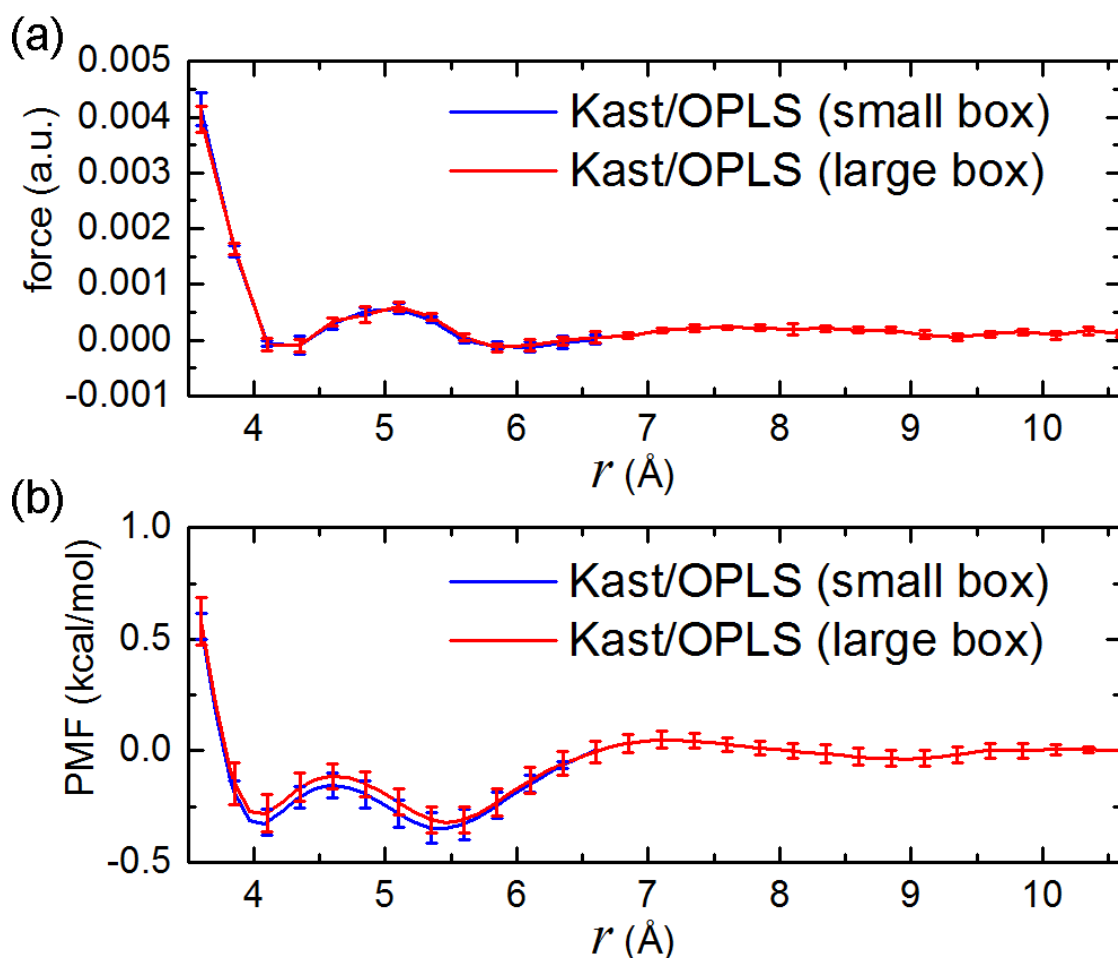 (a)
0.005
0.004
0.003
0.002
0.001
0.000
-0.001
force (a.u.)
Kast/OPLS (small box)
Kast/OPLS (large box)
4 5 6 7 8 9 10
r (Å)
(b)
1.0
0.5
0.0
-0.5
PMF (kcal/mol)
Kast/OPLS (small box)
Kast/OPLS (large box)
4 5 6 7 8 9 10
r (Å)